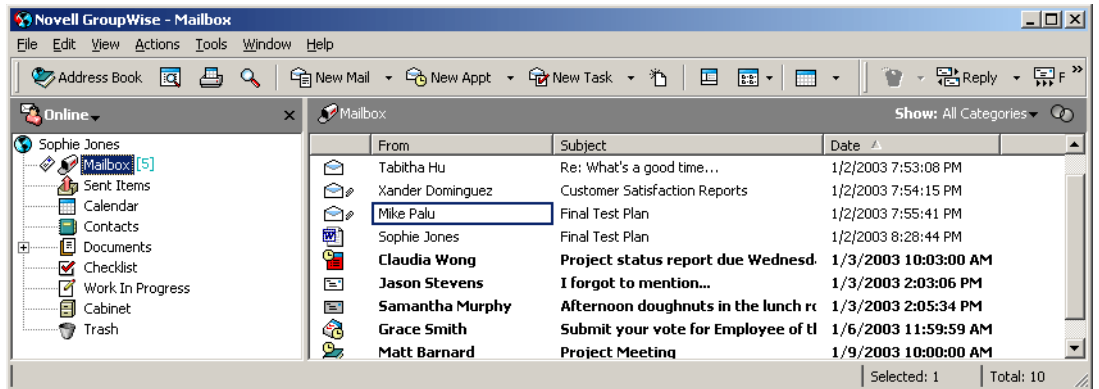 Novell GroupWise - Mailbox
File Edit View Actions Tools Window Help
Address Book New Mail New Appt New Task Reply F »
Online Mailbox Show: All Categories
Sophie Jones
Mailbox [5]
Sent Items
Calendar
Contacts
Documents
Checklist
Work In Progress
Cabinet
Trash
From Subject Date
Tabitha Hu Re: What's a good time... 1/2/2003 7:53:08 PM
Xander Dominguez Customer Satisfaction Reports 1/2/2003 7:54:15 PM
Mike Palu Final Test Plan 1/2/2003 7:55:41 PM
Sophie Jones Final Test Plan 1/2/2003 8:28:44 PM
Claudia Wong Project status report due Wednesd 1/3/2003 10:03:00 AM
Jason Stevens I forgot to mention... 1/3/2003 2:03:06 PM
Samantha Murphy Afternoon doughnuts in the lunch 1/3/2003 2:05:34 PM
Grace Smith Submit your vote for Employee of 1/6/2003 11:59:59 AM
Matt Barnard Project Meeting 1/9/2003 10:00:00 AM
Selected: 1 Total: 10